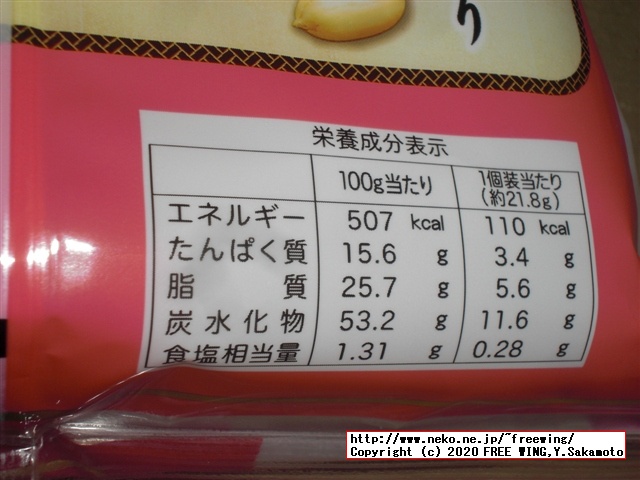 り
栄養成分表示
100g当たり 1個装当たり(約21.8g)
エネルギー 507 kcal 110 kcal
たんぱく質 15.6 g 3.4 g
脂質 25.7 g 5.6 g
炭水化物 53.2 g 11.6 g
食塩相当量 1.31 g 0.28 g
http://www.neko.ne.jp/~freewing/
Copyright (c) 2020 FREE WING,Y.Sakamoto